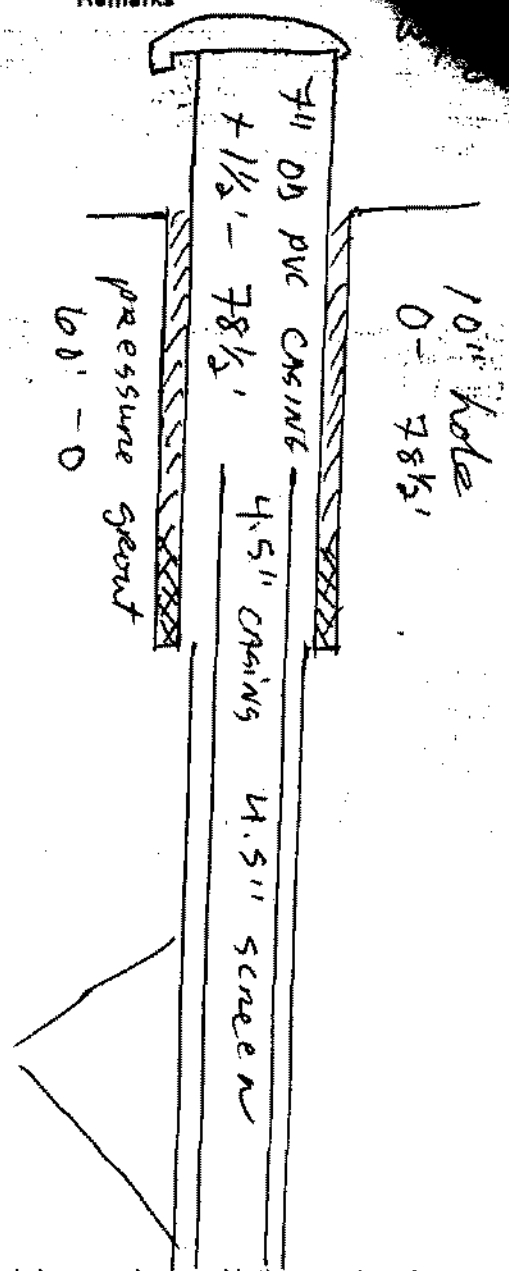 Remarks
10" hole
0- 78½'
7" OD PVC CASING
+1½' - 78½'
4.5" CASING 4.5" screen
pressure grout
60' - 0